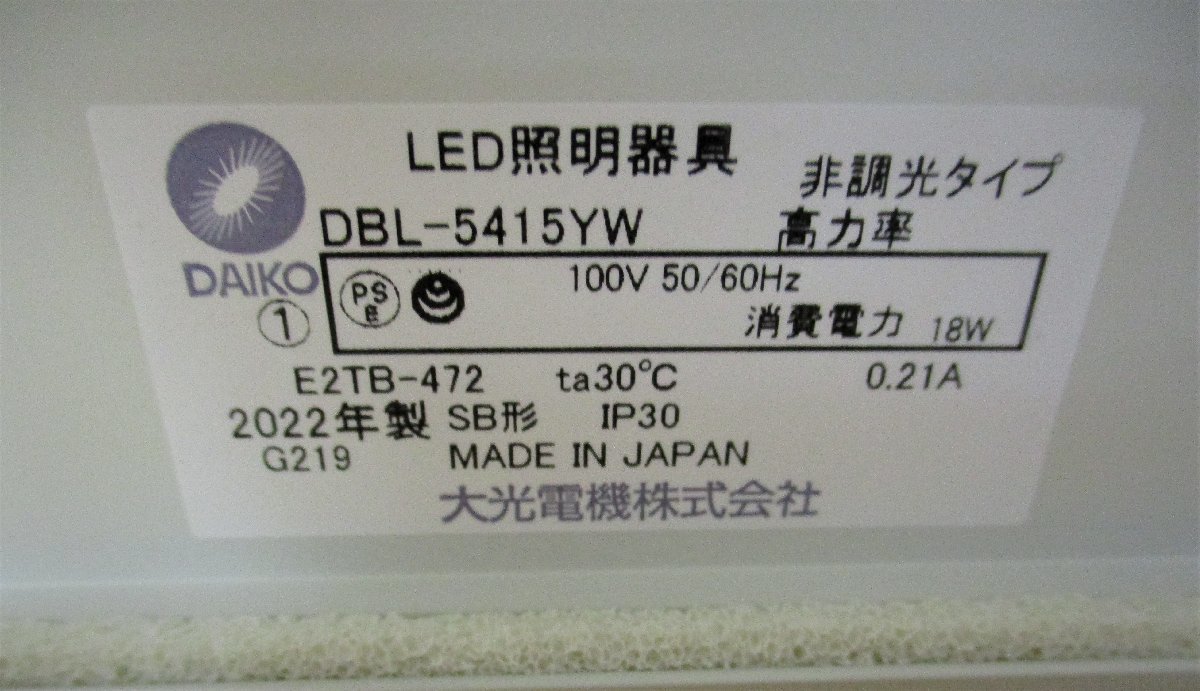 LED照明器具
非調光タイプ
DBL-5415YW 高力率
DAIKO
① PSE 100V 50/60Hz
消費電力 18W
E2TB-472 ta30℃ 0.21A
2022年製 SB形 IP30
G219 MADE IN JAPAN
大光電機株式会社